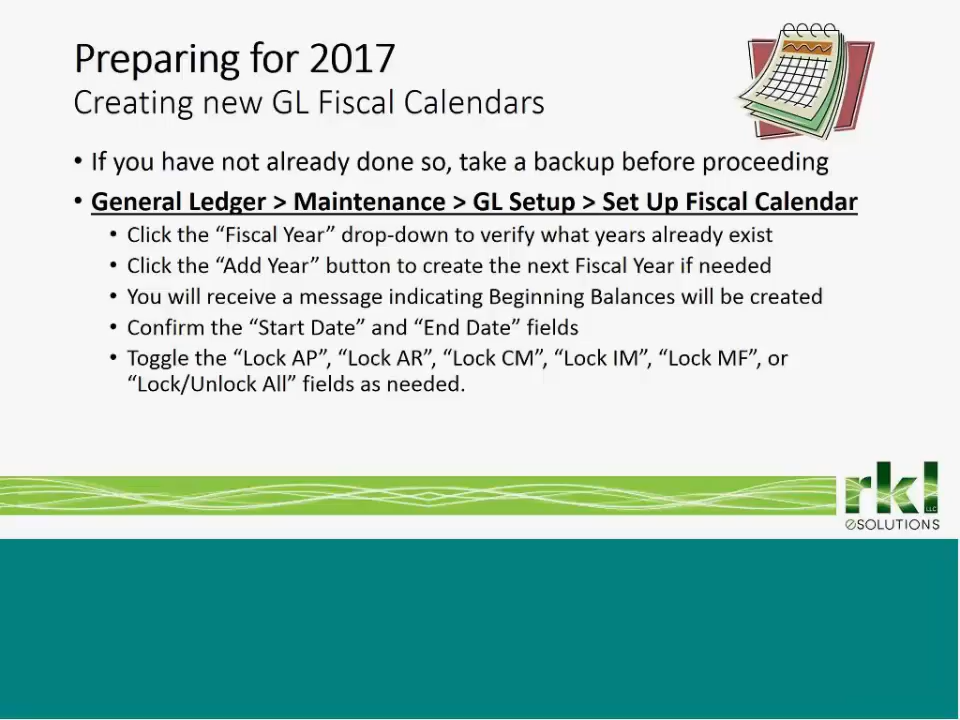 Preparing for 2017
Creating new GL Fiscal Calendars
• If you have not already done so, take a backup before proceeding
• General Ledger > Maintenance > GL Setup > Set Up Fiscal Calendar
• Click the “Fiscal Year” drop-down to verify what years already exist
• Click the “Add Year” button to create the next Fiscal Year if needed
• You will receive a message indicating Beginning Balances will be created
• Confirm the “Start Date” and “End Date” fields
• Toggle the “Lock AP”, “Lock AR”, “Lock CM”, “Lock IM”, “Lock MF”, or
“Lock/Unlock All” fields as needed.
rkl
LLC
eSOLUTIONS